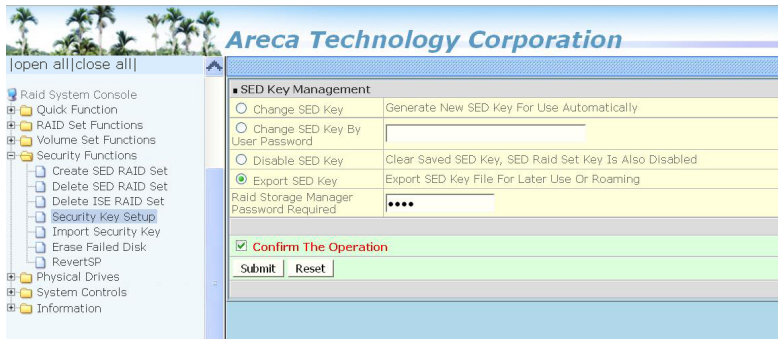 Areca Technology Corporation
|open all|close all|
Raid System Console
Quick Function
RAID Set Functions
Volume Set Functions
Security Functions
Create SED RAID Set
Delete SED RAID Set
Delete ISE RAID Set
Security Key Setup
Import Security Key
Erase Failed Disk
RevertSP
Physical Drives
System Controls
Information
SED Key Management
Change SED Key Generate New SED Key For Use Automatically
Change SED Key By
User Password
Disable SED Key Clear Saved SED Key, SED Raid Set Key Is Also Disabled
Export SED Key Export SED Key File For Later Use Or Roaming
Raid Storage Manager
Password Required ••••
Confirm The Operation
Submit Reset